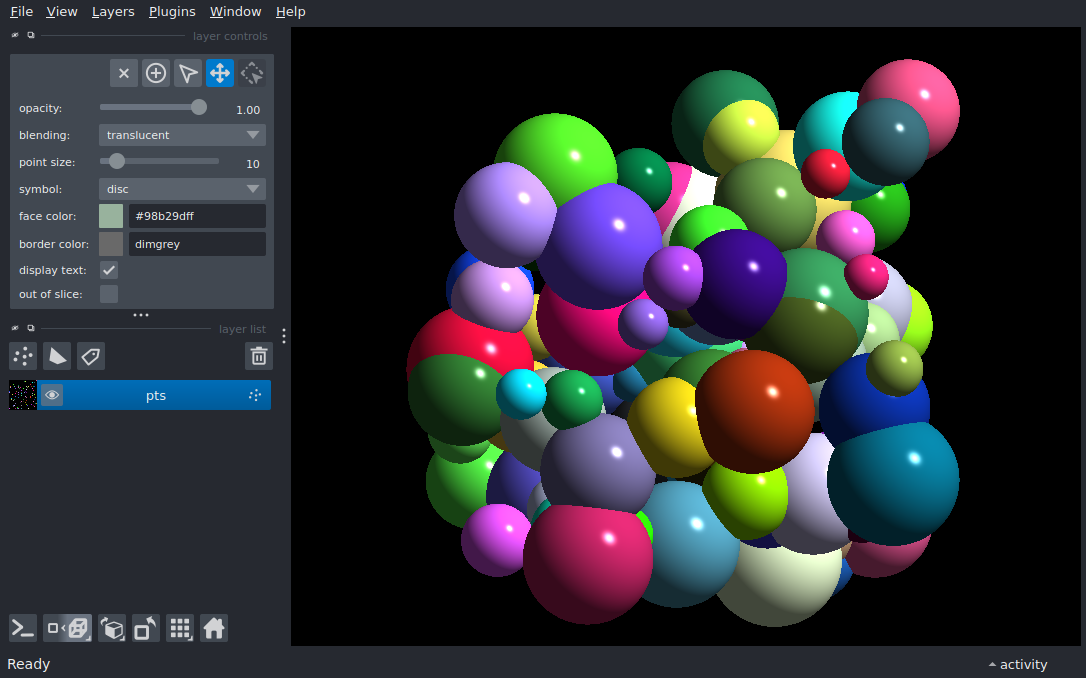 File View Layers Plugins Window Help
layer controls
opacity: 1.00
blending: translucent
point size: 10
symbol: disc
face color: #98b29dff
border color: dimgrey
display text:
out of slice:
layer list
pts
Ready
activity